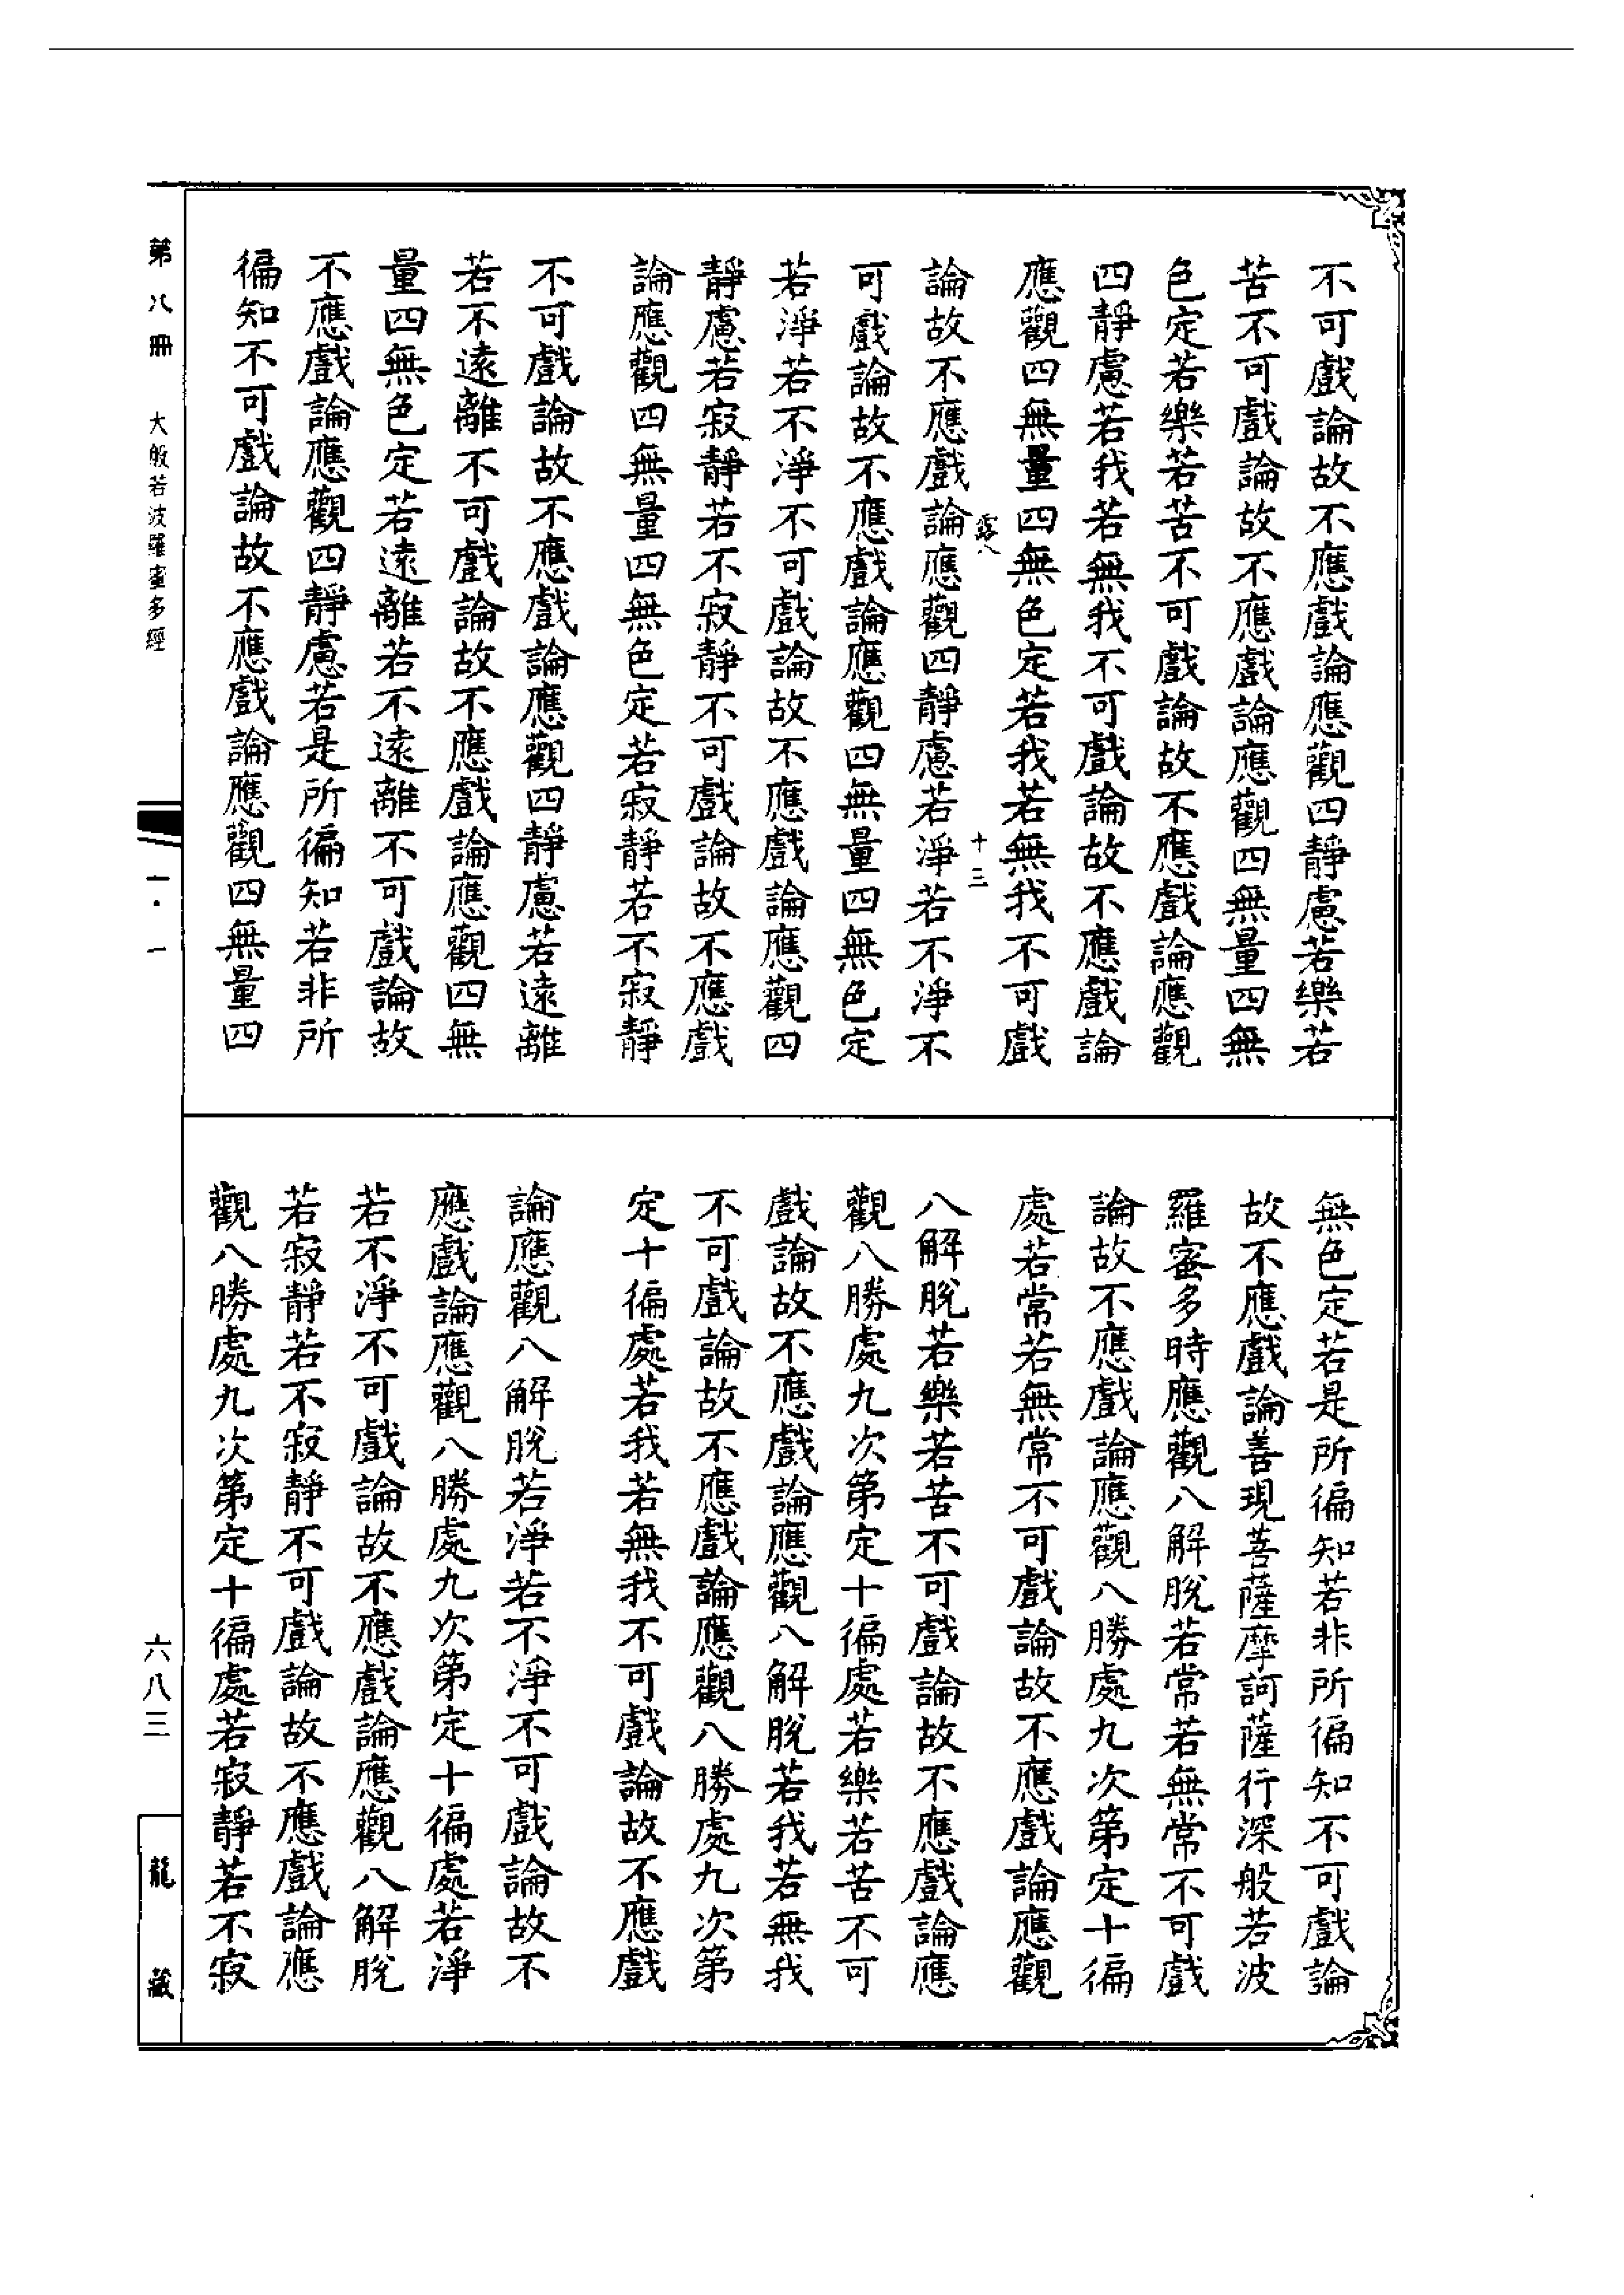 不可戲論故不應戲論應觀四靜慮若樂若
苦不可戲論故不應戲論應觀四無量四無
色定若樂若苦不可戲論故不應戲論應觀
四靜慮若我若無我不可戲論故不應戲論
應觀四無量四無色定若我若無我不可戲
露八 十三
論故不應戲論應觀四靜慮若淨若不淨不
可戲論故不應戲論應觀四無量四無色定
若淨若不淨不可戲論故不應戲論應觀四
靜慮若寂靜若不寂靜不可戲論故不應戲
論應觀四無量四無色定若寂靜若不寂靜
不可戲論故不應戲論應觀四靜慮若遠離
若不遠離不可戲論故不應戲論應觀四無
量四無色定若遠離若不遠離不可戲論故
不應戲論應觀四靜慮若是所徧知若非所
徧知不可戲論故不應戲論應觀四無量四
無色定若是所徧知若非所徧知不可戲論
故不應戲論善現菩薩摩訶薩行深般若波
羅蜜多時應觀八解脫若常若無常不可戲
論故不應戲論應觀八勝處九次第定十徧
處若常若無常不可戲論故不應戲論應觀
八解脫若樂若苦不可戲論故不應戲論應
觀八勝處九次第定十徧處若樂若苦不可
戲論故不應戲論應觀八解脫若我若無我
不可戲論故不應戲論應觀八勝處九次第
定十徧處若我若無我不可戲論故不應戲
論應觀八解脫若淨若不淨不可戲論故不
應戲論應觀八勝處九次第定十徧處若淨
若不淨不可戲論故不應戲論應觀八解脫
若寂靜若不寂靜不可戲論故不應戲論應
觀八勝處九次第定十徧處若寂靜若不寂
第八冊 大般若波羅蜜多經 一·一 六八三 龍藏